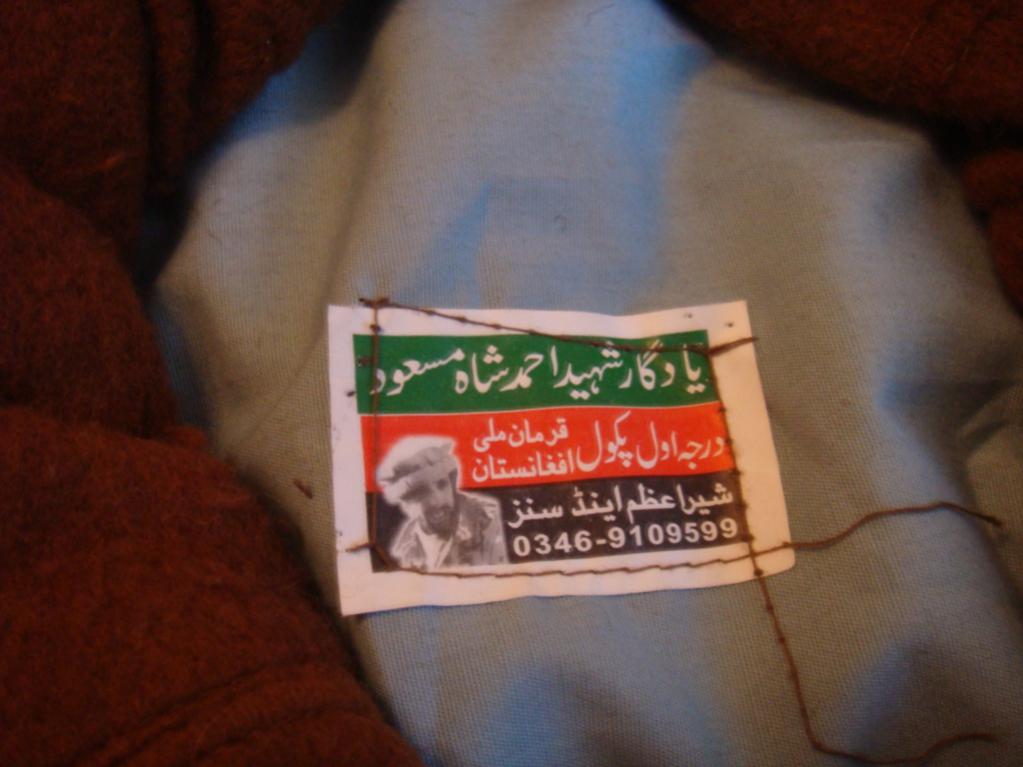 یادگار شہید احمد شاہ مسعود
درجہ اول پکول
قرمان ملی
افغانستان
شیر اعظم اینڈ سنز
0346-9109599